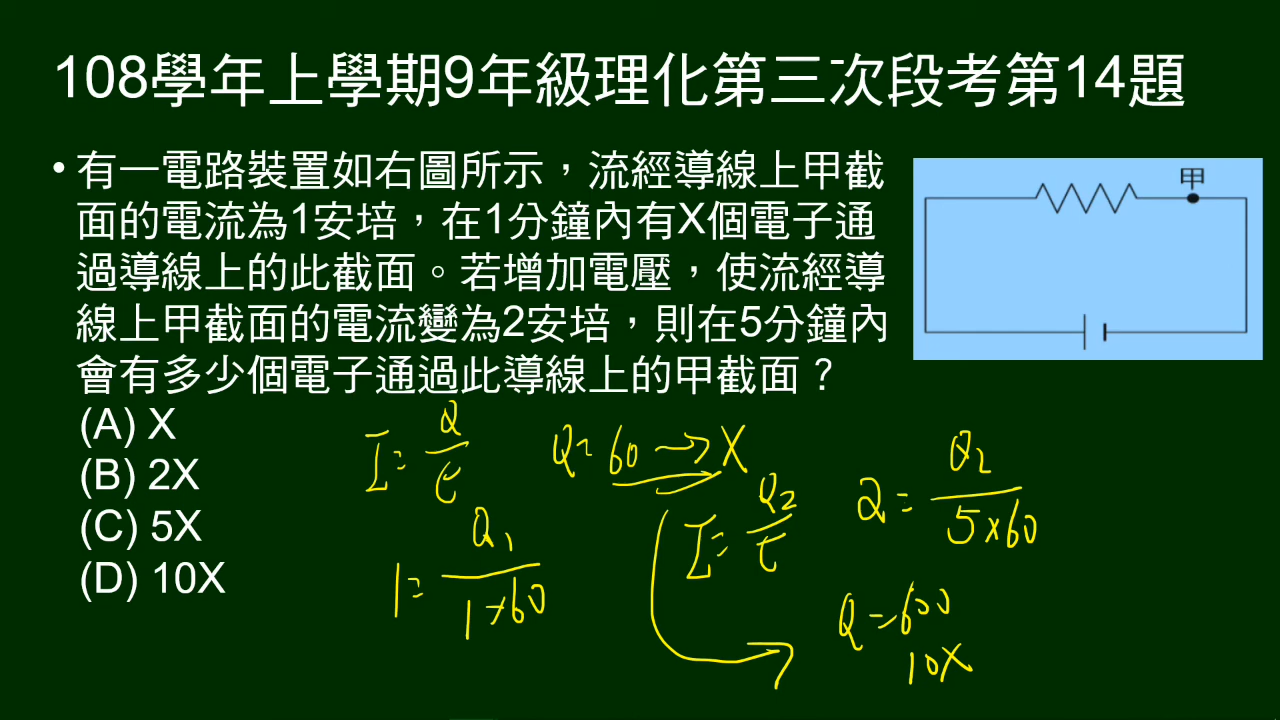 108學年上學期9年級理化第三次段考第14題
• 有一電路裝置如右圖所示，流經導線上甲截
面的電流為1安培，在1分鐘內有X個電子通
過導線上的此截面。若增加電壓，使流經導
線上甲截面的電流變為2安培，則在5分鐘內
會有多少個電子通過此導線上的甲截面？
(A) X
(B) 2X
(C) 5X
(D) 10X
甲
I = Q/t
1 = Q1/1×60
Q = 60 → X
I = Q2/t
2 = Q2/5×60
Q = 600
10X